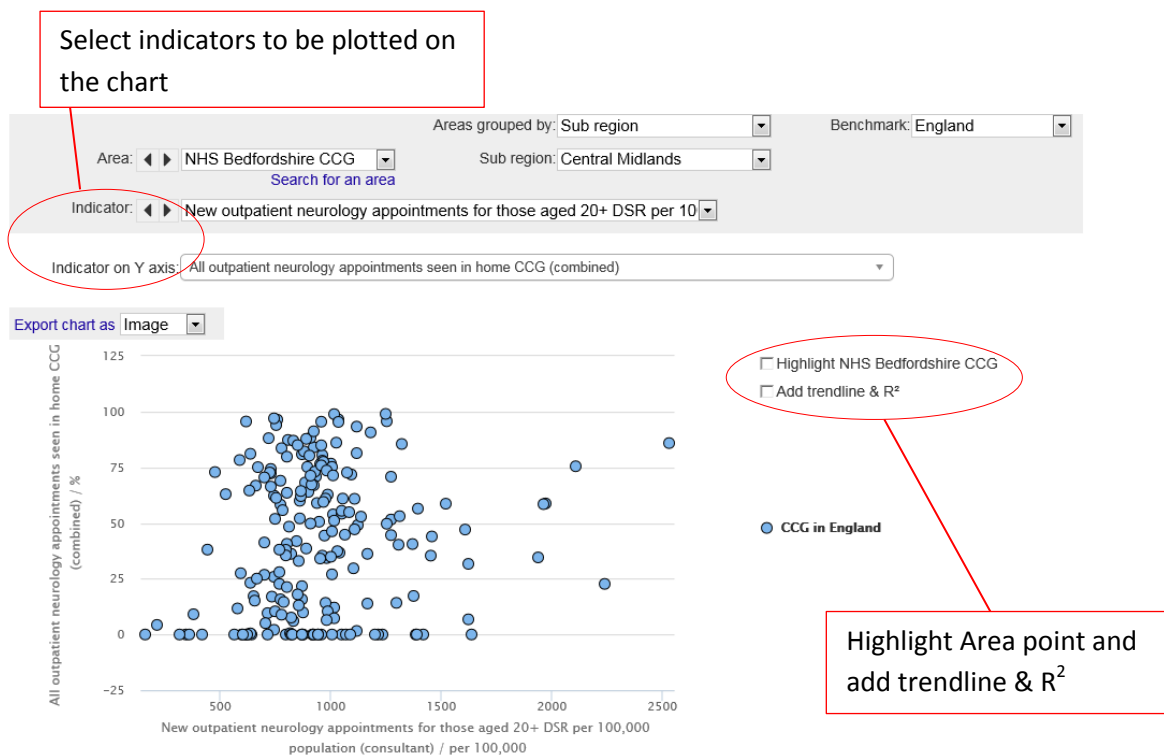 Select indicators to be plotted on
the chart
Areas grouped by: Sub region
Benchmark: England
Area: NHS Bedfordshire CCG
Sub region: Central Midlands
Search for an area
Indicator: New outpatient neurology appointments for those aged 20+ DSR per 10
Indicator on Y axis: All outpatient neurology appointments seen in home CCG (combined)
Export chart as Image
All outpatient neurology appointments seen in home CCG
(combined) / %
125
100
75
50
25
0
−25
500
1000
1500
2000
2500
New outpatient neurology appointments for those aged 20+ DSR per 100,000
population (consultant) / per 100,000
Highlight NHS Bedfordshire CCG
Add trendline & R²
CCG in England
Highlight Area point and
add trendline & R²